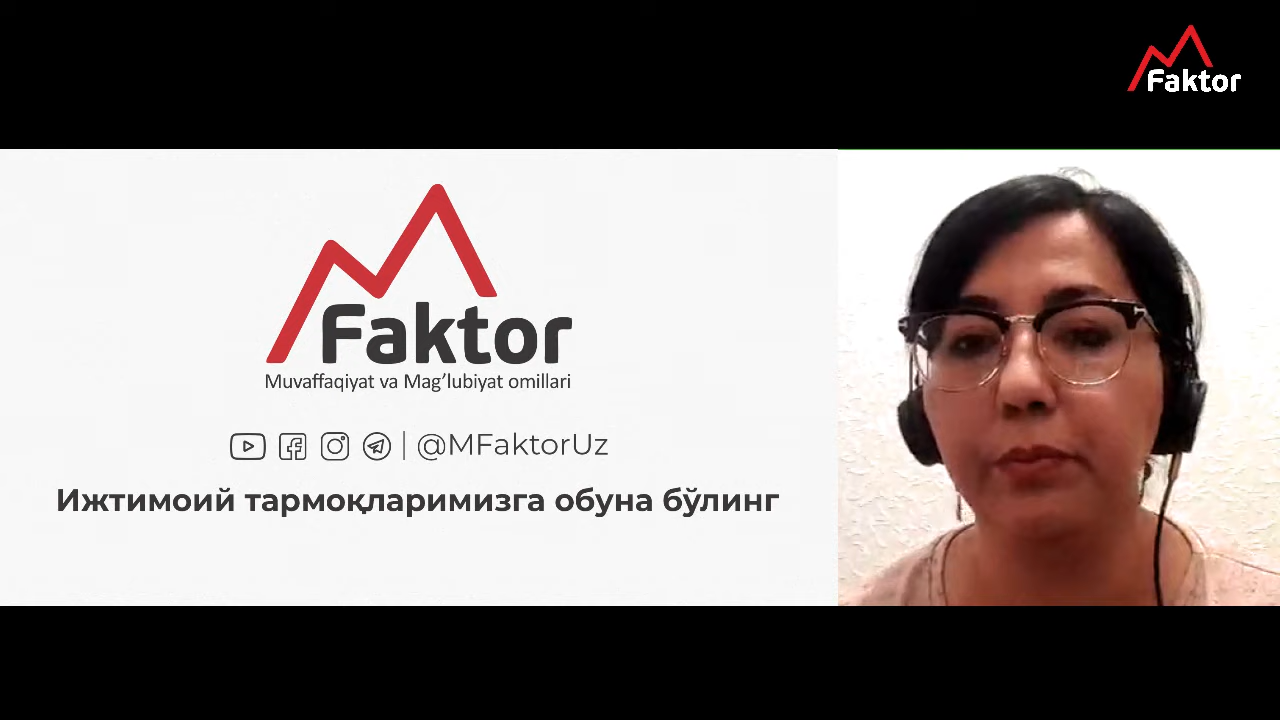 Faktor
Faktor
Muvaffaqiyat va Mag’lubiyat omillari
@MFaktorUz
Ижтимоий тармоқларимизга обуна бўлинг